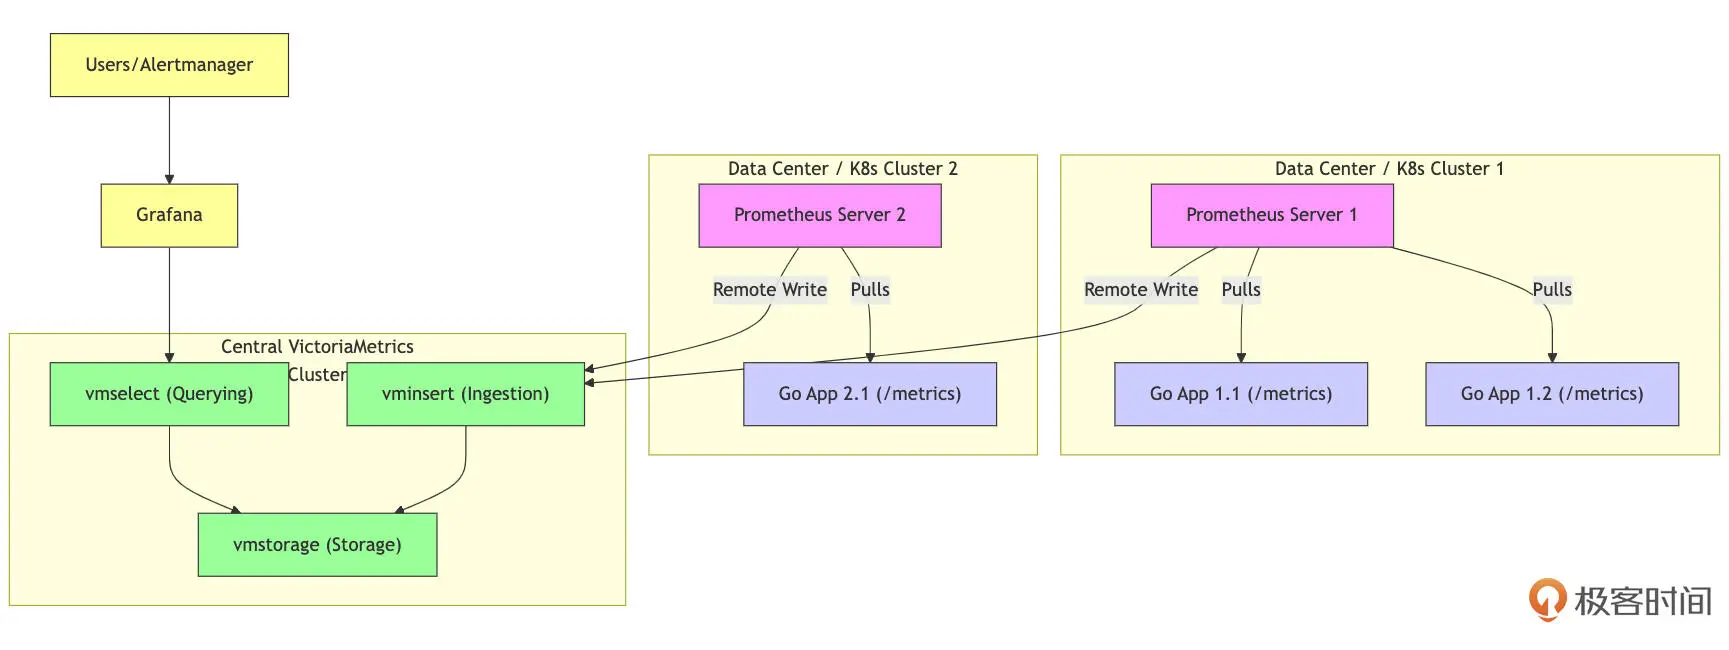 Users/Alertmanager
Grafana
Data Center / K8s Cluster 2
Prometheus Server 2
Remote Write
Pulls
Go App 2.1 (/metrics)
Data Center / K8s Cluster 1
Prometheus Server 1
Remote Write
Pulls
Pulls
Go App 1.1 (/metrics)
Go App 1.2 (/metrics)
Central VictoriaMetrics
Cluster
vmselect (Querying)
vminsert (Ingestion)
vmstorage (Storage)
极客时间